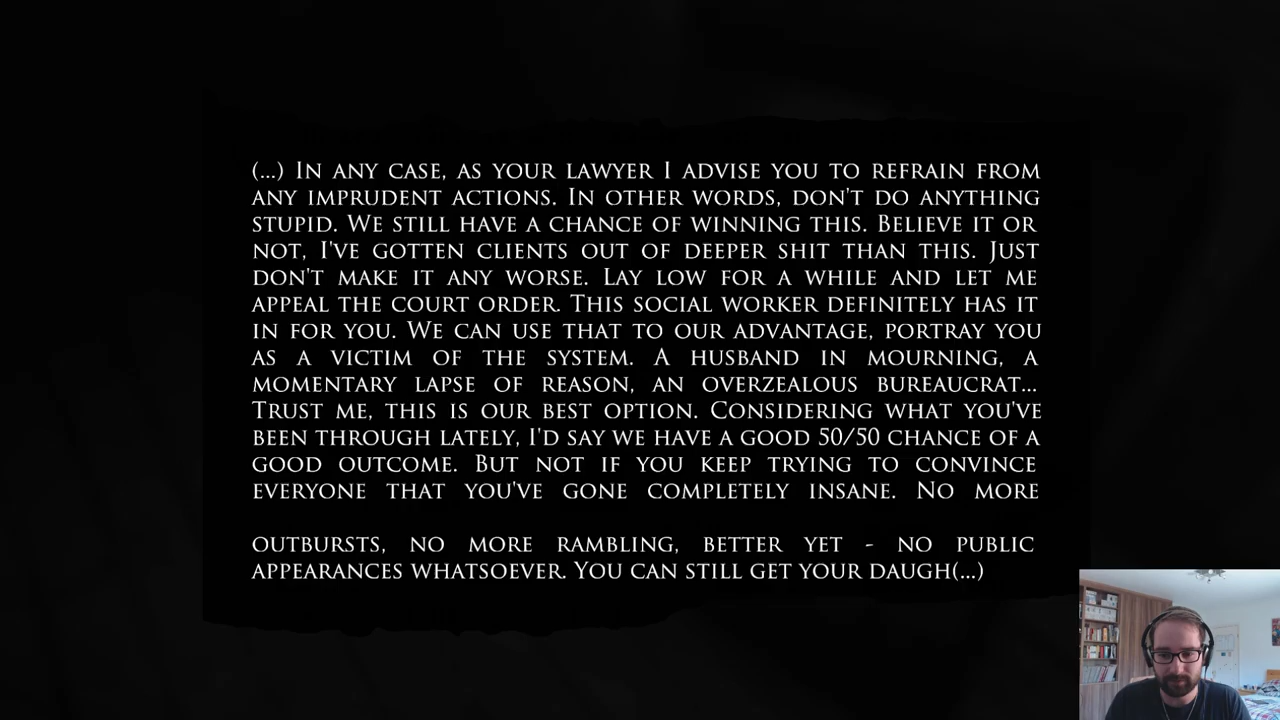 (...) In any case, as your lawyer I advise you to refrain from
any imprudent actions. In other words, don't do anything
stupid. We still have a chance of winning this. Believe it or
not, I've gotten clients out of deeper shit than this. Just
don't make it any worse. Lay low for a while and let me
appeal the court order. This social worker definitely has it
in for you. We can use that to our advantage, portray you
as a victim of the system. A husband in mourning, a
momentary lapse of reason, an overzealous bureaucrat...
Trust me, this is our best option. Considering what you've
been through lately, I'd say we have a good 50/50 chance of a
good outcome. But not if you keep trying to convince
everyone that you've gone completely insane. No more
outbursts, no more rambling, better yet - no public
appearances whatsoever. You can still get your daugh(...)